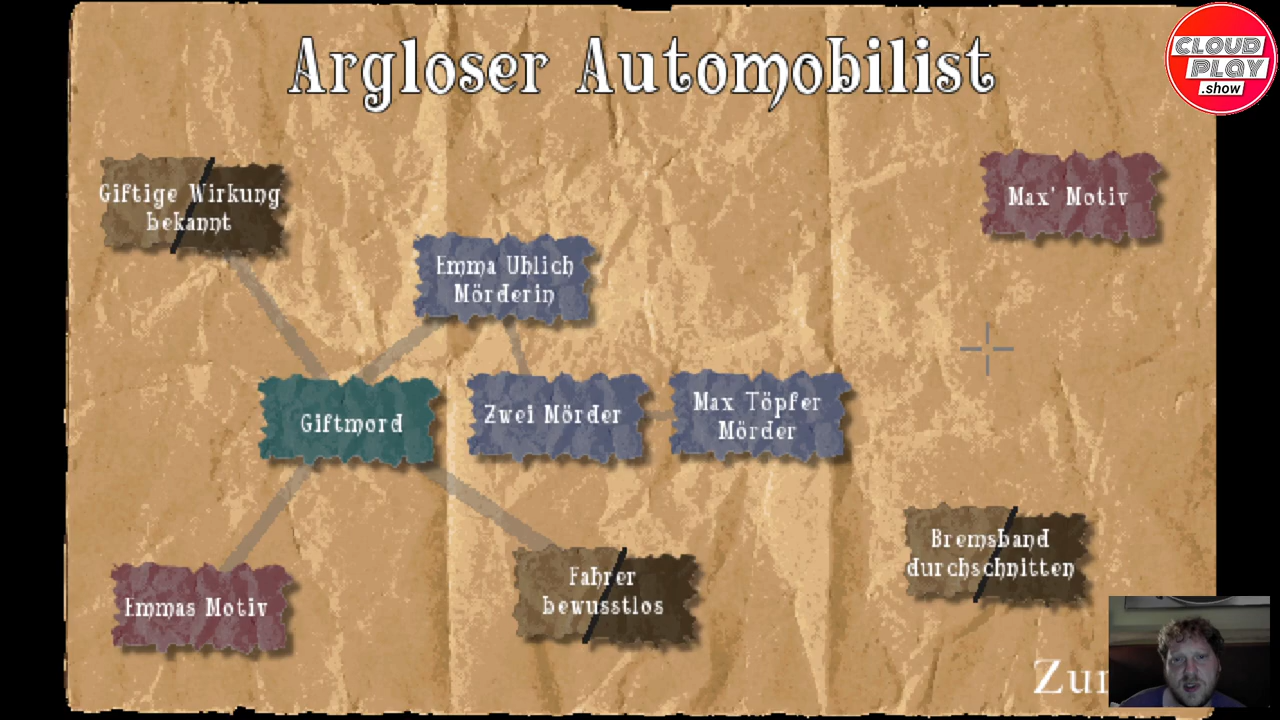 Argloser Automobilist
CLOUD
PLAY
.show
Giftige Wirkung
bekannt
Max' Motiv
Emma Uhlich
Mörderin
Giftmord
Zwei Mörder
Max Töpfer
Mörder
Bremsband
durchschnitten
Fahrer
bewusstlos
Emmas Motiv